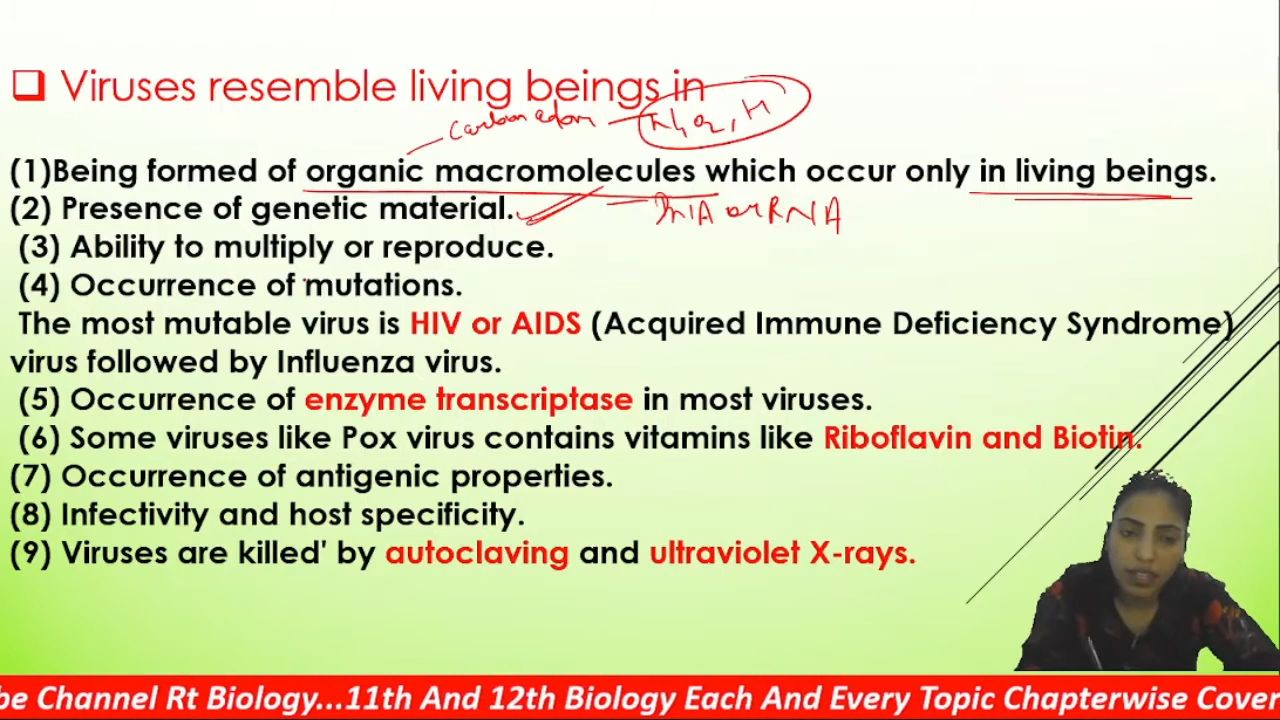 ❑ Viruses resemble living beings in
Carbon atom – N, O2, H
(1)Being formed of organic macromolecules which occur only in living beings.
(2) Presence of genetic material. DNA or RNA
(3) Ability to multiply or reproduce.
(4) Occurrence of mutations.
The most mutable virus is HIV or AIDS (Acquired Immune Deficiency Syndrome)
virus followed by Influenza virus.
(5) Occurrence of enzyme transcriptase in most viruses.
(6) Some viruses like Pox virus contains vitamins like Riboflavin and Biotin.
(7) Occurrence of antigenic properties.
(8) Infectivity and host specificity.
(9) Viruses are killed' by autoclaving and ultraviolet X-rays.
be Channel Rt Biology...11th And 12th Biology Each And Every Topic Chapterwise Cover